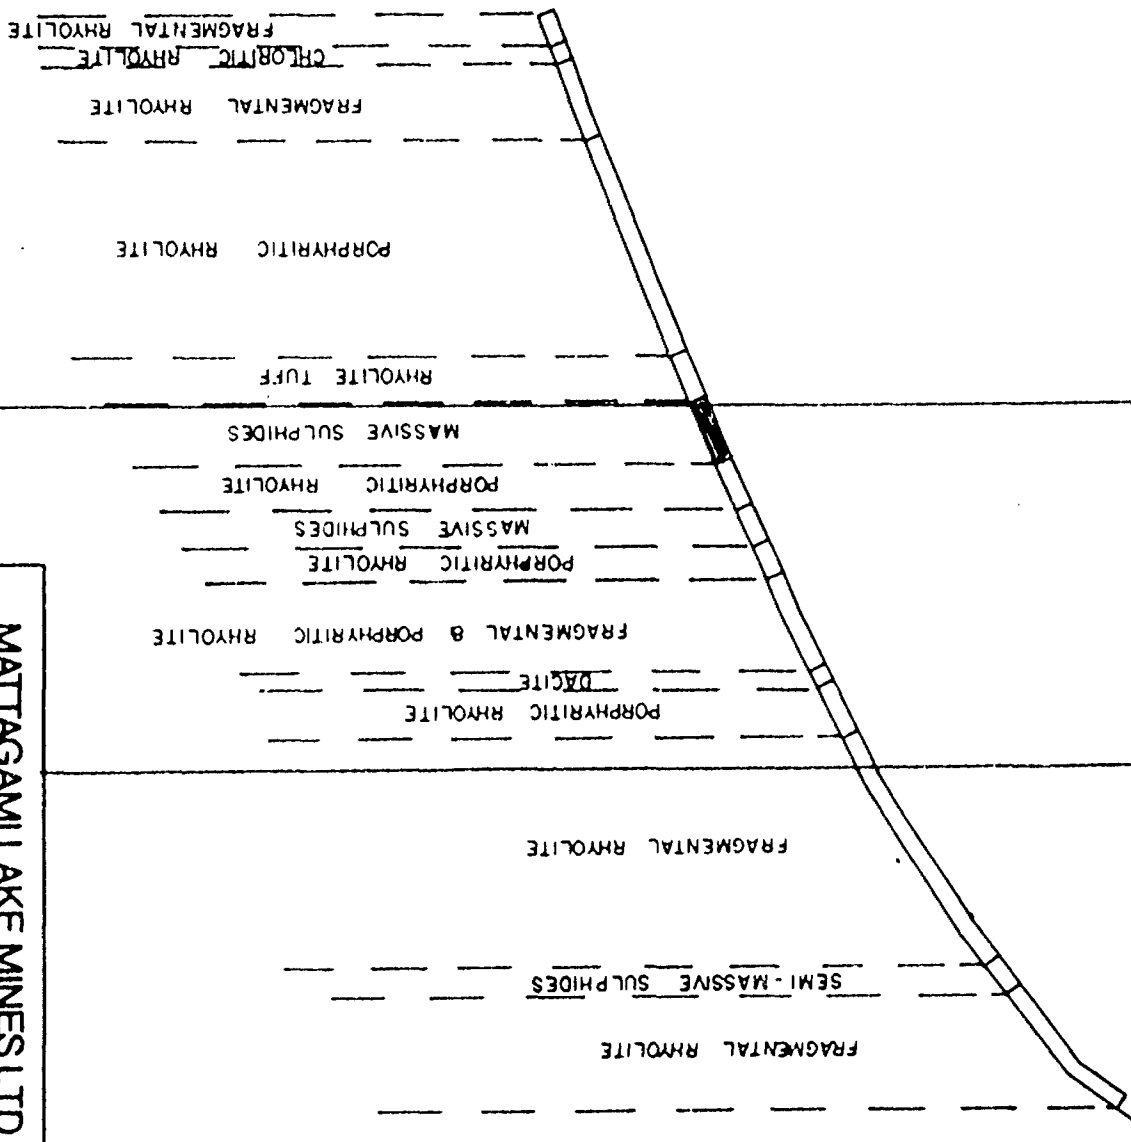 FRAGMENTAL RHYOLITE
SEMI-MASSIVE SULPHIDES
FRAGMENTAL RHYOLITE
PORPHYRITIC RHYOLITE
DACITE
FRAGMENTAL & PORPHYRITIC RHYOLITE
PORPHYRITIC RHYOLITE
MASSIVE SULPHIDES
PORPHYRITIC RHYOLITE
MASSIVE SULPHIDES
RHYOLITE TUFF
PORPHYRITIC RHYOLITE
FRAGMENTAL RHYOLITE
CHLORITIC RHYOLITE
FRAGMENTAL RHYOLITE
MATTAGAMI LAKE MINES LTD